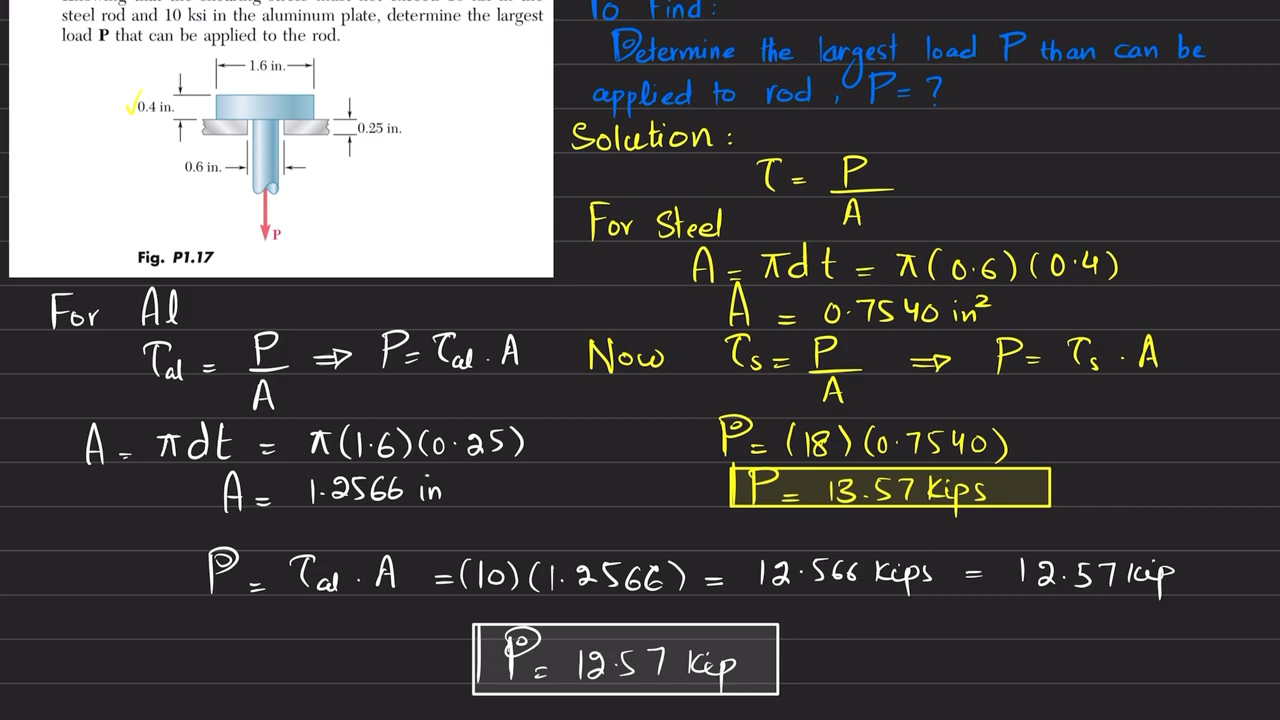 steel rod and 10 ksi in the aluminum plate, determine the largest
load P that can be applied to the rod.
1.6 in.
0.4 in.
0.25 in.
0.6 in.
P
Fig. P1.17
To Find:
Determine the largest load P than can be
applied to rod, P = ?
Solution:
τ = P / A
For Steel
A = πdt = π(0.6)(0.4)
A = 0.7540 in²
Now τs = P / A ⇒ P = τs . A
P = (18)(0.7540)
P = 13.57 Kips
For Al
τal = P / A ⇒ P = τal . A
A = πdt = π(1.6)(0.25)
A = 1.2566 in
P = τal . A = (10)(1.2566) = 12.566 Kips = 12.57 kip
P = 12.57 kip